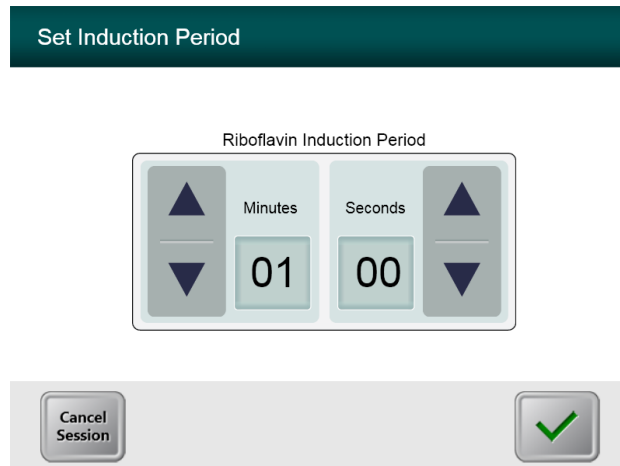 Set Induction Period
Riboflavin Induction Period
Minutes
Seconds
01
00
Cancel
Session